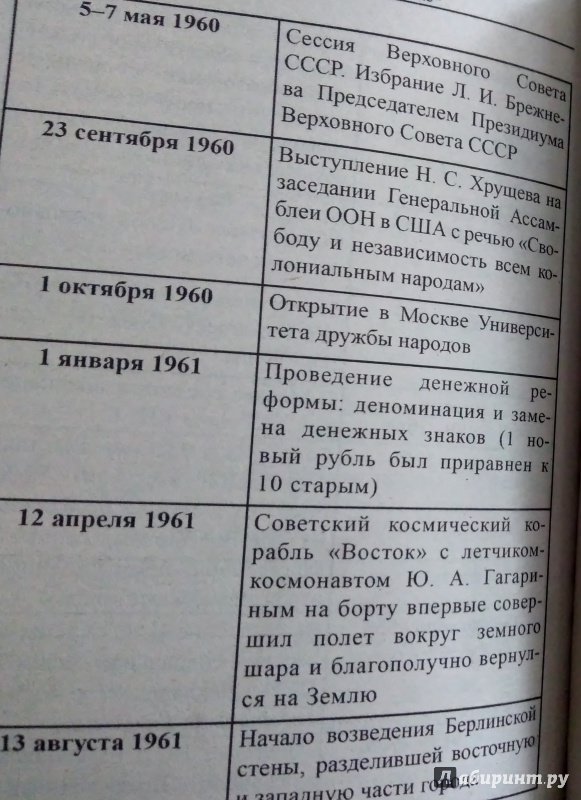 5–7 мая 1960
Сессия Верховного Совета
СССР. Избрание Л. И. Брежне-
ва Председателем Президиума
Верховного Совета СССР
23 сентября 1960
Выступление Н. С. Хрущева на
заседании Генеральной Ассам-
блеи ООН в США с речью «Сво-
боду и независимость всем ко-
лониальным народам»
1 октября 1960
Открытие в Москве Универси-
тета дружбы народов
1 января 1961
Проведение денежной ре-
формы: деноминация и заме-
на денежных знаков (1 но-
вый рубль был приравнен к
10 старым)
12 апреля 1961
Советский космический ко-
рабль «Восток» с летчиком-
космонавтом Ю. А. Гагари-
ным на борту впервые совер-
шил полет вокруг земного
шара и благополучно вернул-
ся на Землю
13 августа 1961
Начало возведения Берлинской
стены, разделившей восточную
и западную части
Лабиринт.ру